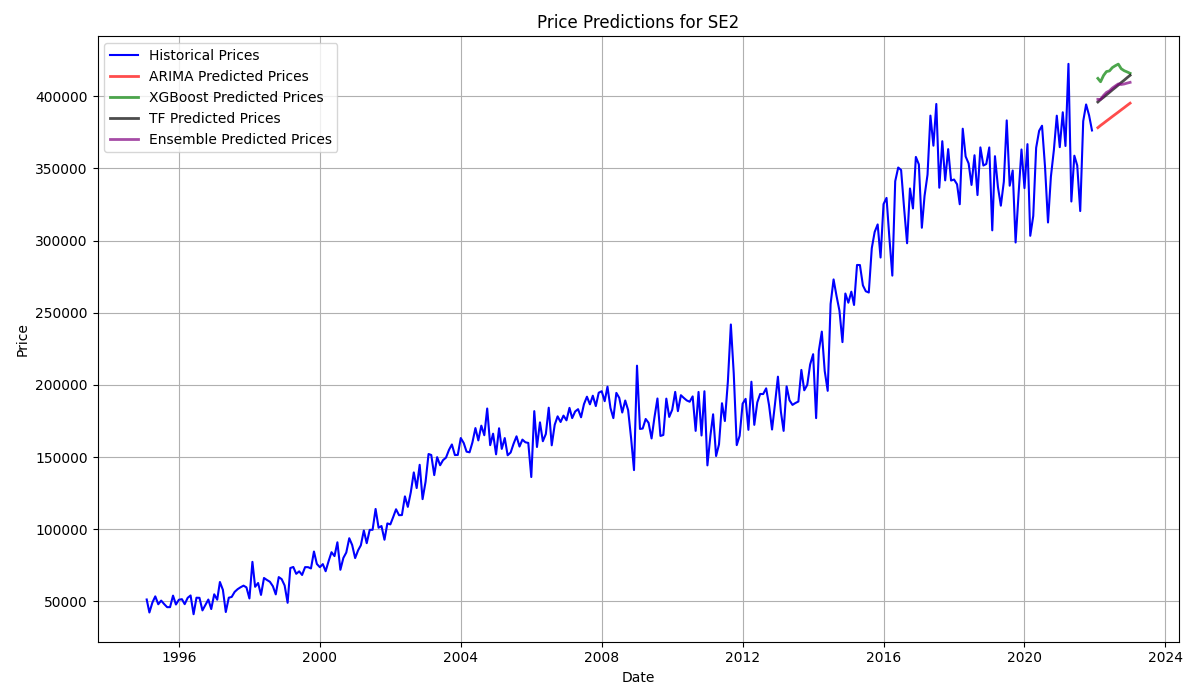 Price Predictions for SE2
Historical Prices
ARIMA Predicted Prices
XGBoost Predicted Prices
TF Predicted Prices
Ensemble Predicted Prices
400000
350000
300000
250000
200000
150000
100000
50000
Price
1996
2000
2004
2008
2012
2016
2020
2024
Date